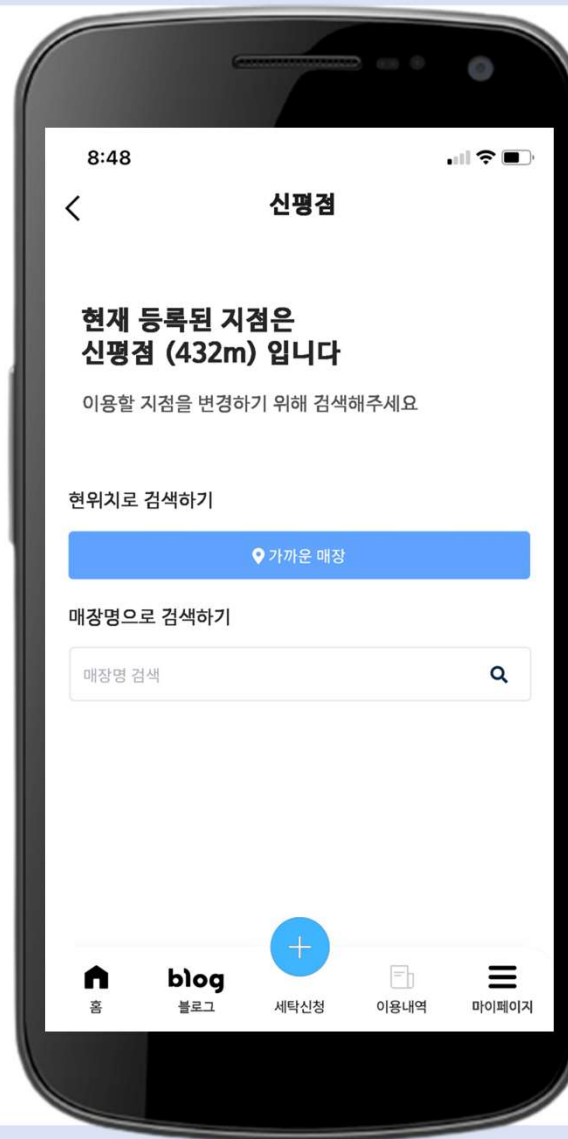 8:48
신평점
현재 등록된 지점은
신평점 (432m) 입니다
이용할 지점을 변경하기 위해 검색해주세요
현위치로 검색하기
가까운 매장
매장명으로 검색하기
매장명 검색
blog
홈 블로그 세탁신청 이용내역 마이페이지